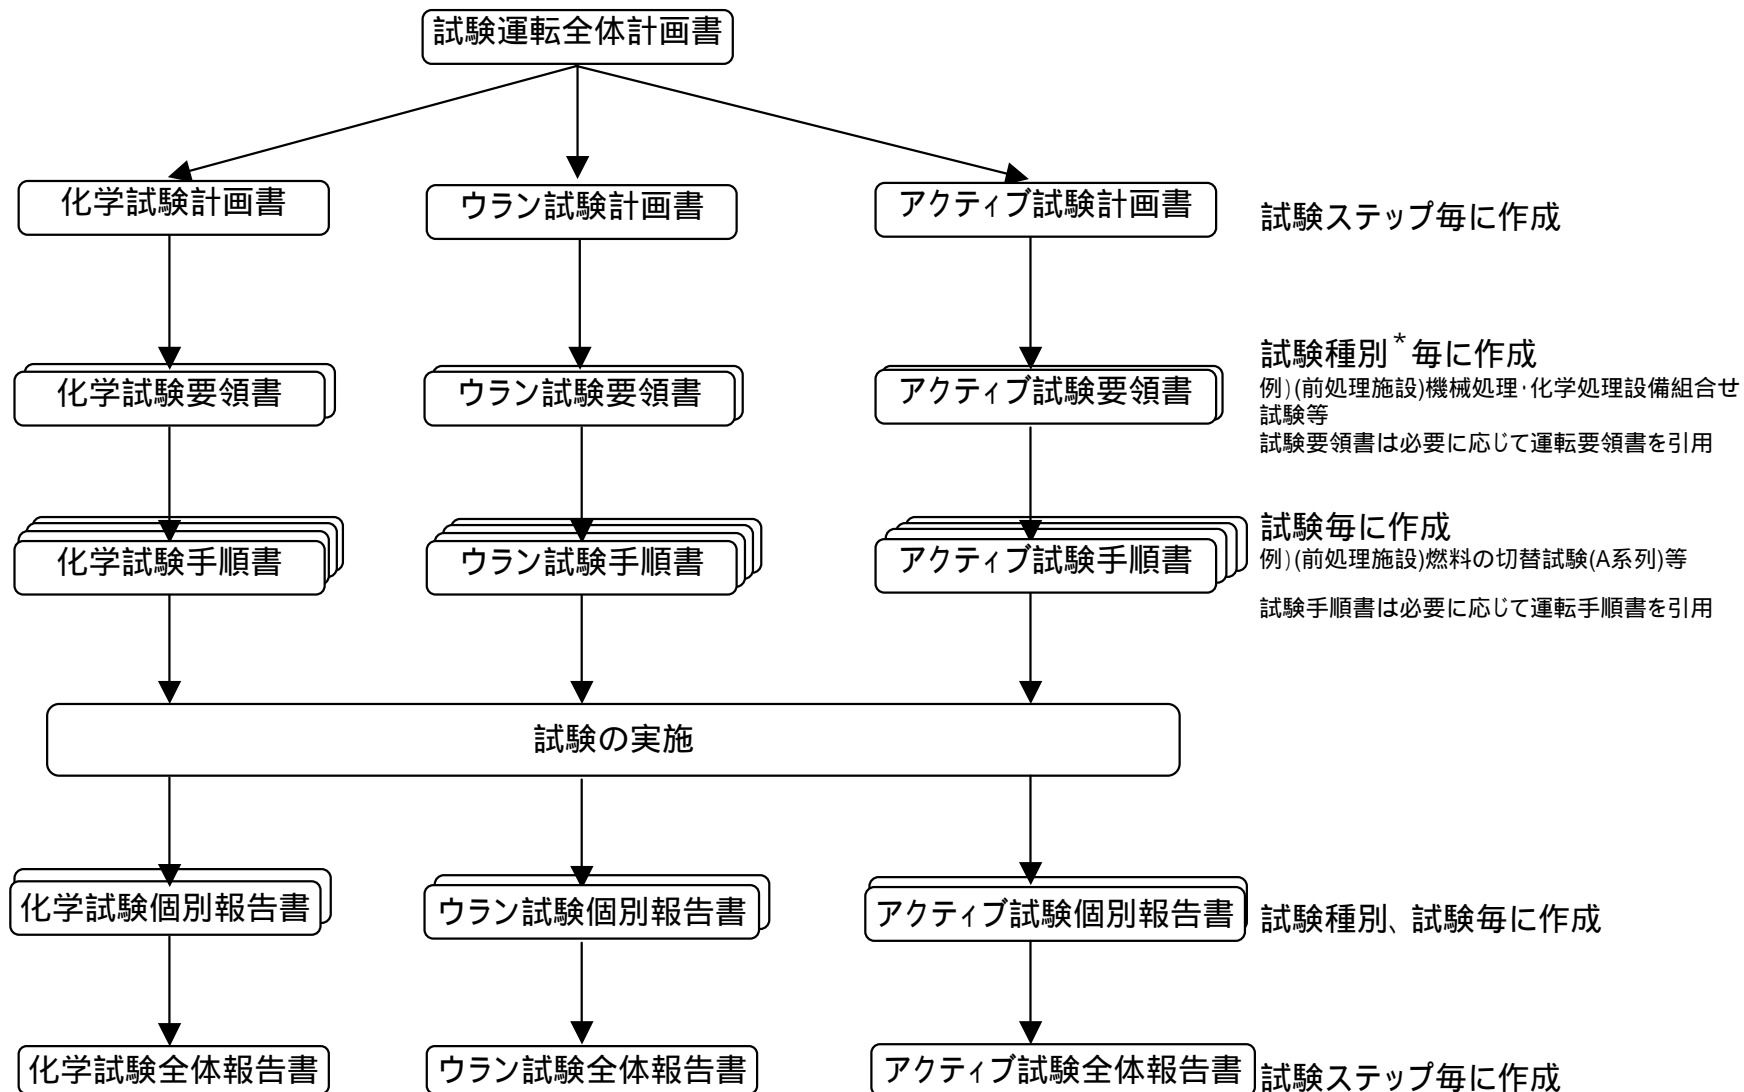 試験運転全体計画書
化学試験計画書
ウラン試験計画書
アクティブ試験計画書
試験ステップ毎に作成
化学試験要領書
ウラン試験要領書
アクティブ試験要領書
試験種別*毎に作成
例)(前処理施設)機械処理・化学処理設備組合せ
試験等
試験要領書は必要に応じて運転要領書を引用
化学試験手順書
ウラン試験手順書
アクティブ試験手順書
試験毎に作成
例)(前処理施設)燃料の切替試験(A系列)等
試験手順書は必要に応じて運転手順書を引用
試験の実施
化学試験個別報告書
ウラン試験個別報告書
アクティブ試験個別報告書
試験種別、試験毎に作成
化学試験全体報告書
ウラン試験全体報告書
アクティブ試験全体報告書
試験ステップ毎に作成